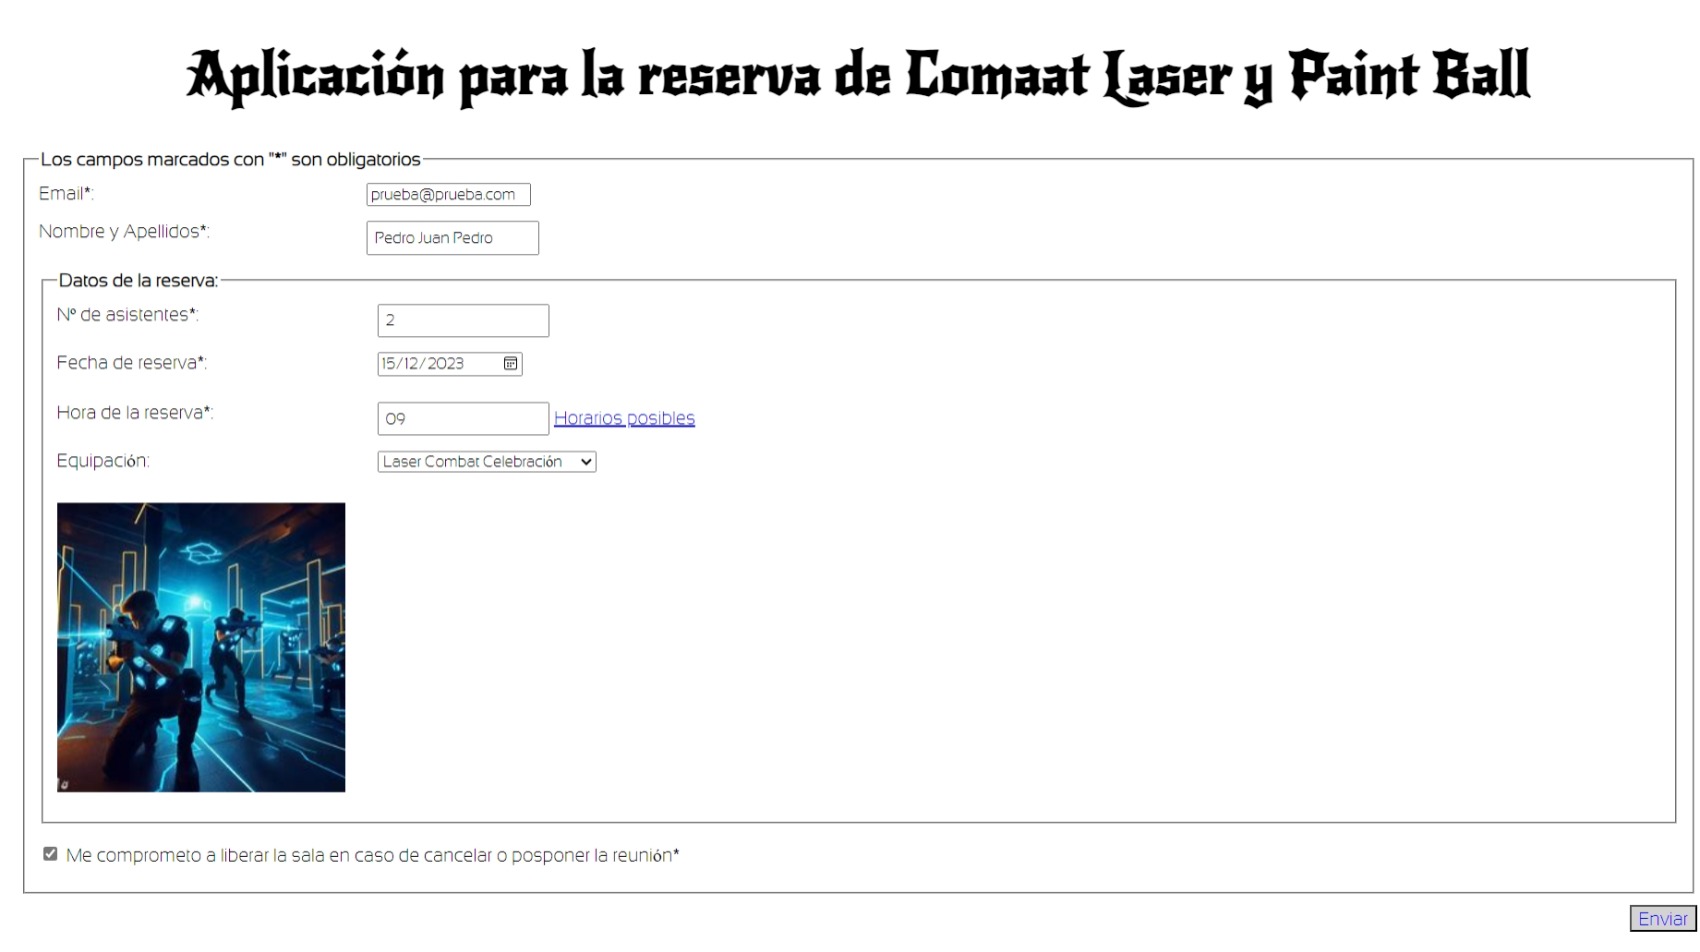 Aplicación para la reserva de Comaat Laser y Paint Ball
Los campos marcados con "*" son obligatorios
Email*: prueba@prueba.com
Nombre y Apellidos*: Pedro Juan Pedro
Datos de la reserva:
Nº de asistentes*: 2
Fecha de reserva*: 15/12/2023
Hora de la reserva*: 09 Horarios posibles
Equipación: Laser Combat Celebración
Me comprometo a liberar la sala en caso de cancelar o posponer la reunión*
Enviar